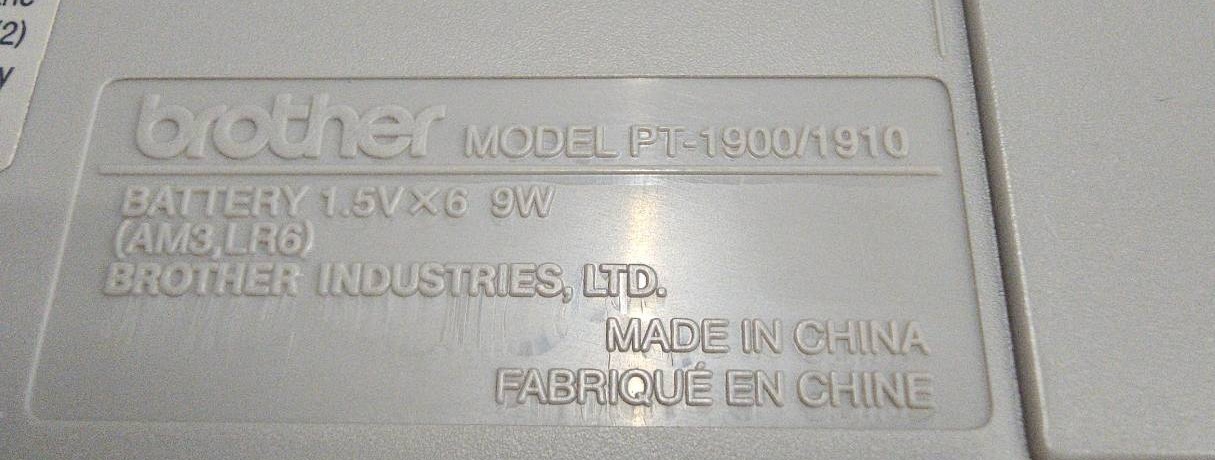 2)
brother MODEL PT-1900/1910
BATTERY 1.5V×6 9W
(AM3,LR6)
BROTHER INDUSTRIES, LTD.
MADE IN CHINA
FABRIQUÉ EN CHINE